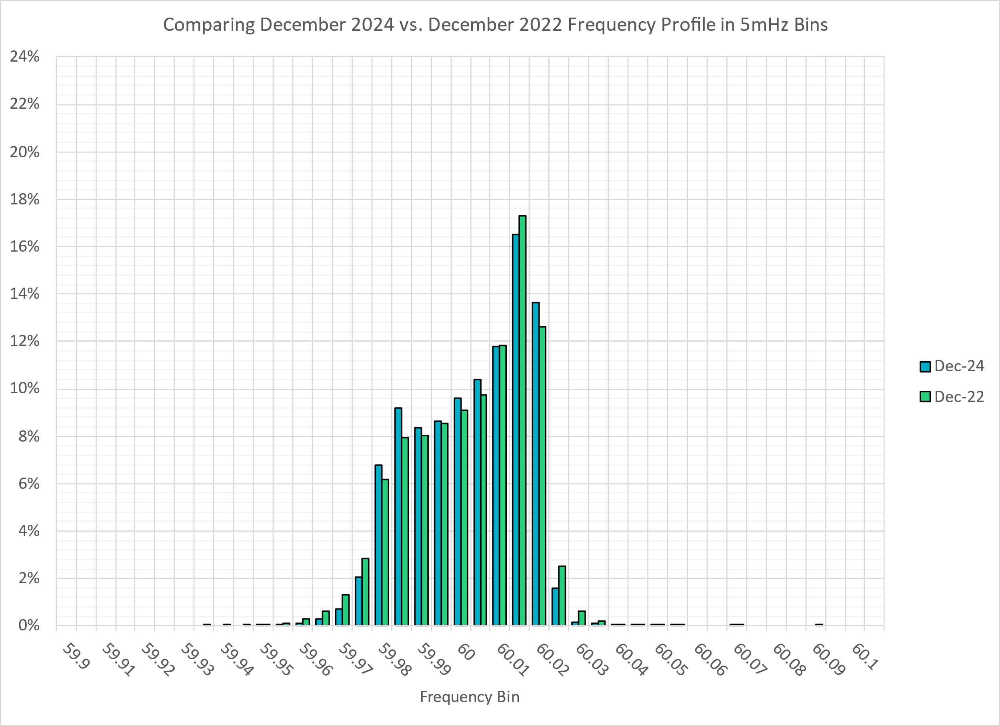 Comparing December 2024 vs. December 2022 Frequency Profile in 5mHz Bins
24%
22%
20%
18%
16%
14%
12%
10%
8%
6%
4%
2%
0%
Dec-24
Dec-22
59.9 59.91 59.92 59.93 59.94 59.95 59.96 59.97 59.98 59.99 60 60.01 60.02 60.03 60.04 60.05 60.06 60.07 60.08 60.09 60.1
Frequency Bin